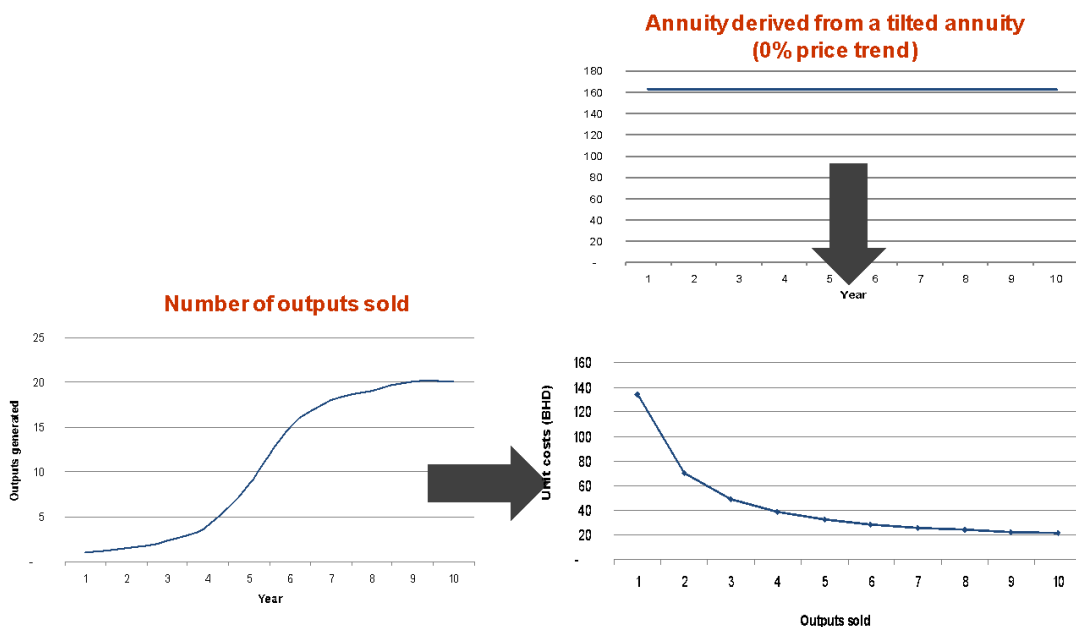 Annuity derived from a tilted annuity
(0% price trend)
180
160
140
120
100
80
60
40
20
-
1 2 3 4 5 6 7 8 9 10
Year
Number of outputs sold
Outputs generated
25
20
15
10
5
-
1 2 3 4 5 6 7 8 9 10
Year
Unit costs (BHD)
160
140
120
100
80
60
40
20
-
1 2 3 4 5 6 7 8 9 10
Outputs sold